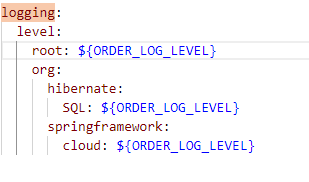 logging:
  level:
    root: ${ORDER_LOG_LEVEL}
    org:
      hibernate:
        SQL: ${ORDER_LOG_LEVEL}
      springframework:
        cloud: ${ORDER_LOG_LEVEL}